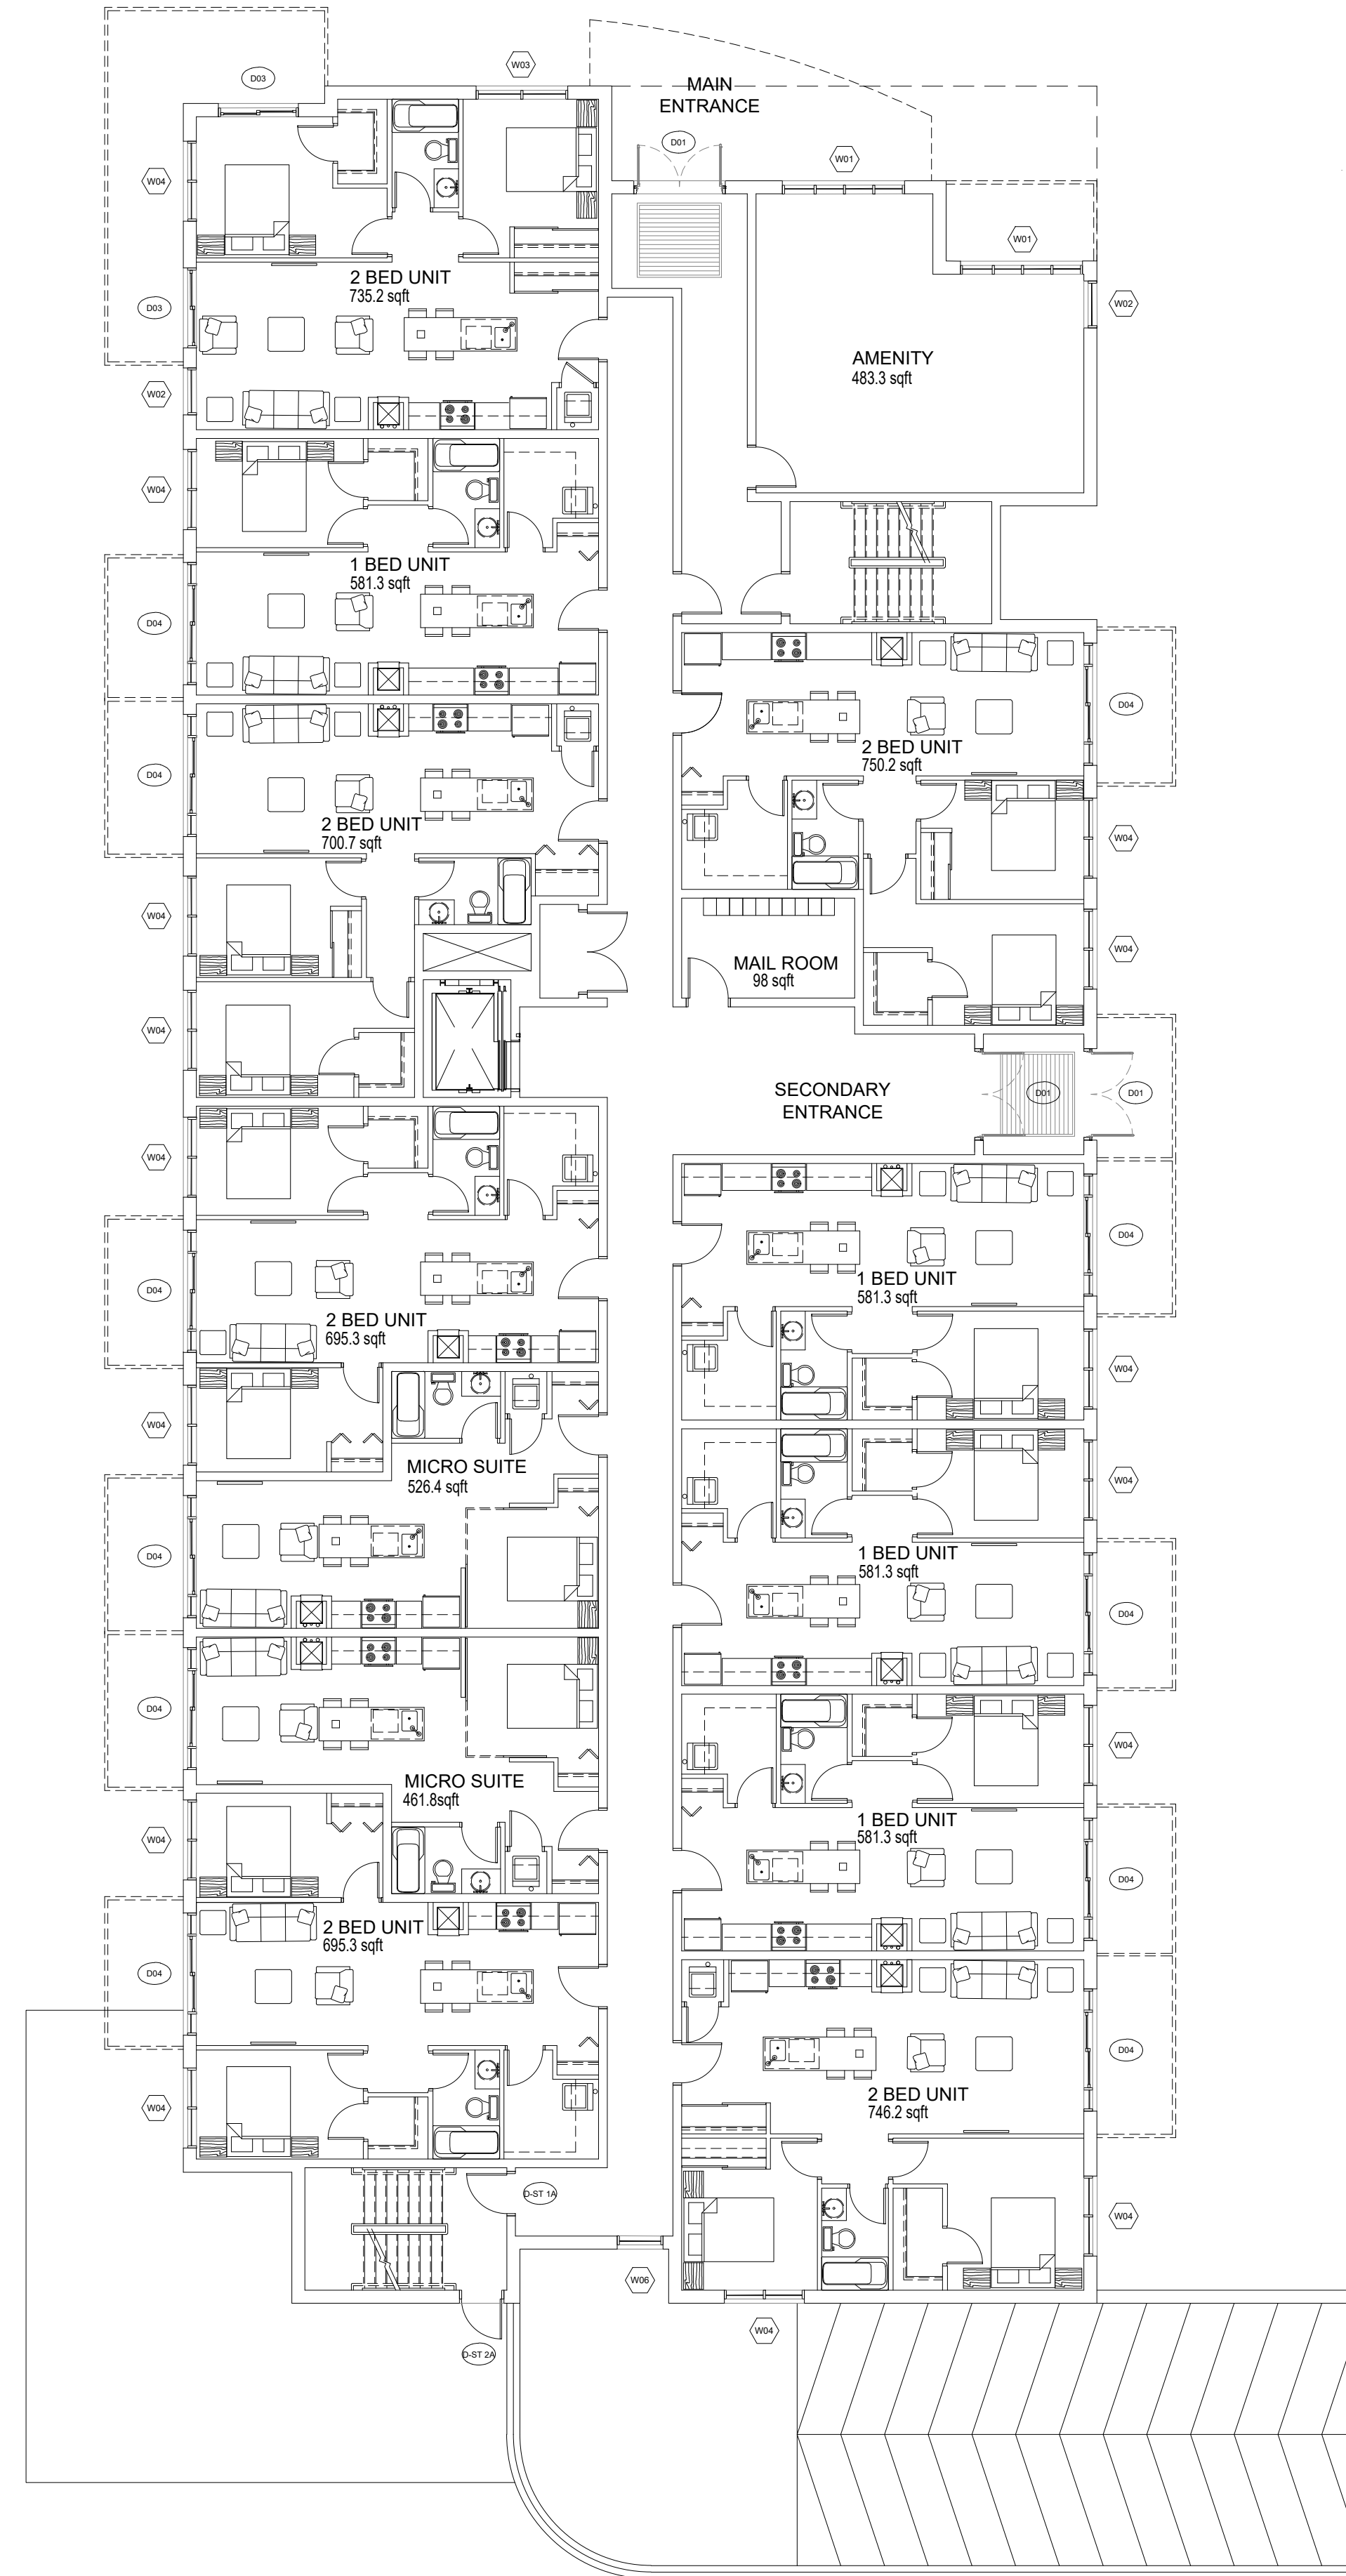 D03
W03
MAIN
ENTRANCE
D01
W01
W04
W01
2 BED UNIT
735.2 sqft
D03
W02
AMENITY
483.3 sqft
W02
W04
1 BED UNIT
581.3 sqft
D04
D04
2 BED UNIT
750.2 sqft
D04
2 BED UNIT
700.7 sqft
W04
W04
W04
MAIL ROOM
98 sqft
W04
SECONDARY
ENTRANCE
D01
D01
W04
D04
1 BED UNIT
581.3 sqft
D04
2 BED UNIT
695.3 sqft
W04
W04
MICRO SUITE
526.4 sqft
W04
D04
1 BED UNIT
581.3 sqft
D04
D04
W04
MICRO SUITE
461.8sqft
W04
1 BED UNIT
581.3 sqft
D04
2 BED UNIT
695.3 sqft
D04
D04
2 BED UNIT
746.2 sqft
W04
D-ST 1A
W04
W06
W04
D-ST 2A